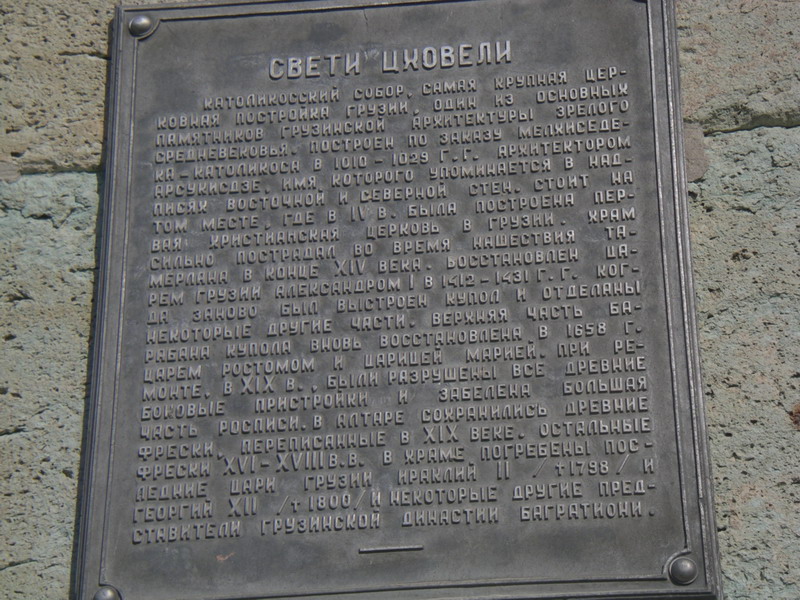 СВЕТИ ЦХОВЕЛИ
КАТОЛИКОССКИЙ СОБОР, САМАЯ КРУПНАЯ ЦЕР-
КОВНАЯ ПОСТРОЙКА ГРУЗИИ, ОДИН ИЗ ОСНОВНЫХ
ПАМЯТНИКОВ ГРУЗИНСКОЙ АРХИТЕКТУРЫ ЗРЕЛОГО
СРЕДНЕВЕКОВЬЯ. ПОСТРОЕН ПО ЗАКАЗУ МЕЛХИСЕДЕ-
КА-КАТОЛИКОСА В 1010-1029 Г.Г. АРХИТЕКТОРОМ
АРСУКИСДЗЕ, ИМЯ КОТОРОГО УПОМИНАЕТСЯ В НАД-
ПИСЯХ ВОСТОЧНОЙ И СЕВЕРНОЙ СТЕН. СТОИТ НА
ТОМ МЕСТЕ, ГДЕ В IV В. БЫЛА ПОСТРОЕНА ПЕР-
ВАЯ ХРИСТИАНСКАЯ ЦЕРКОВЬ В ГРУЗИИ. ХРАМ
СИЛЬНО ПОСТРАДАЛ ВО ВРЕМЯ НАШЕСТВИЯ ТА-
МЕРЛАНА В КОНЦЕ XIV ВЕКА. ВОССТАНОВЛЕН ЦА-
РЕМ ГРУЗИИ АЛЕКСАНДРОМ I В 1412-1431 Г.Г. КОГ-
ДА ЗАНОВО БЫЛ ВЫСТРОЕН КУПОЛ И ОТДЕЛАНЫ
НЕКОТОРЫЕ ДРУГИЕ ЧАСТИ. ВЕРХНЯЯ ЧАСТЬ БА-
РАБАНА КУПОЛА ВНОВЬ ВОССТАНОВЛЕНА В 1658 Г.
ЦАРЕМ РОСТОМОМ И ЦАРИЦЕЙ МАРИЕЙ. ПРИ РЕ-
МОНТЕ, В XIX В., БЫЛИ РАЗРУШЕНЫ ВСЕ ДРЕВНИЕ
БОКОВЫЕ ПРИСТРОЙКИ И ЗАБЕЛЕНА БОЛЬШАЯ
ЧАСТЬ РОСПИСИ. В АЛТАРЕ СОХРАНИЛИСЬ ДРЕВНИЕ
ФРЕСКИ, ПЕРЕПИСАННЫЕ В XIX ВЕКЕ. ОСТАЛЬНЫЕ
ФРЕСКИ XVI-XVIII В.В. В ХРАМЕ ПОГРЕБЕНЫ ПОС-
ЛЕДНИЕ ЦАРИ ГРУЗИИ ИРАКЛИЙ II /†1798/ И
ГЕОРГИЙ XII /†1800/ И НЕКОТОРЫЕ ДРУГИЕ ПРЕД-
СТАВИТЕЛИ ГРУЗИНСКОЙ ДИНАСТИИ БАГРАТИОНИ.